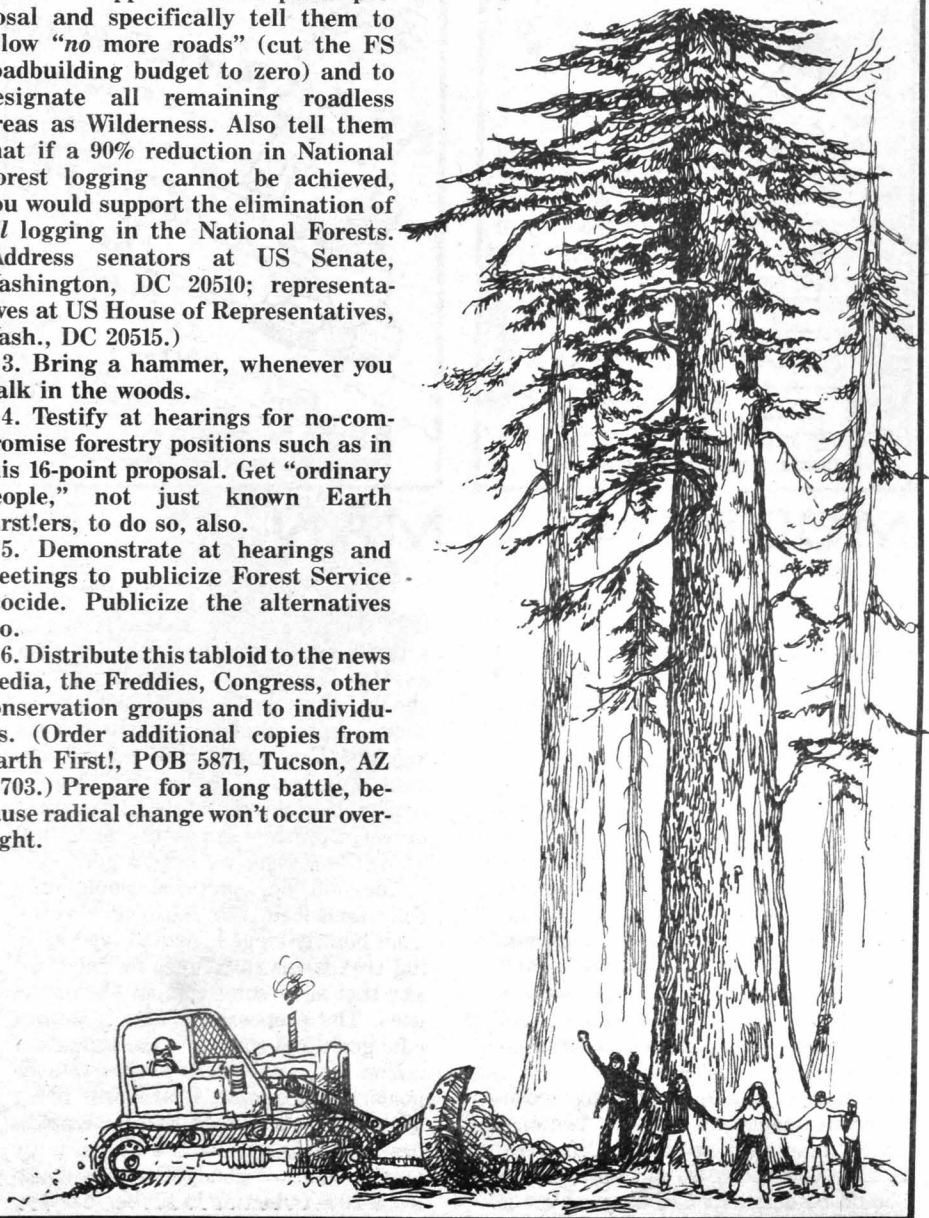 osal and specifically tell them to
low “no more roads” (cut the FS
oadbuilding budget to zero) and to
esignate all remaining roadless
reas as Wilderness. Also tell them
hat if a 90% reduction in National
orest logging cannot be achieved,
ou would support the elimination of
l logging in the National Forests.
Address senators at US Senate,
ashington, DC 20510; representa-
ves at US House of Representatives,
ash., DC 20515.)
3. Bring a hammer, whenever you
alk in the woods.
4. Testify at hearings for no-com-
romise forestry positions such as in
his 16-point proposal. Get “ordinary
eople,” not just known Earth
irst!ers, to do so, also.
5. Demonstrate at hearings and
eetings to publicize Forest Service
ocide. Publicize the alternatives
o.
6. Distribute this tabloid to the news
edia, the Freddies, Congress, other
onservation groups and to individu-
s. (Order additional copies from
arth First!, POB 5871, Tucson, AZ
703.) Prepare for a long battle, be-
ause radical change won’t occur over-
ght.